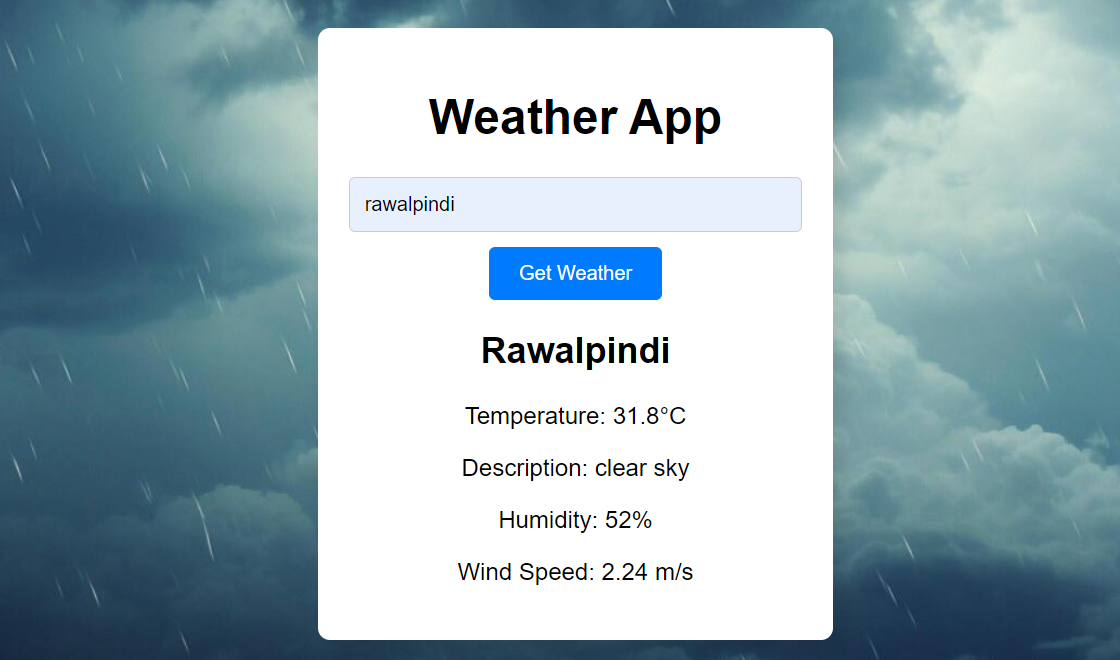 Weather App
rawalpindi
Get Weather
Rawalpindi
Temperature: 31.8°C
Description: clear sky
Humidity: 52%
Wind Speed: 2.24 m/s